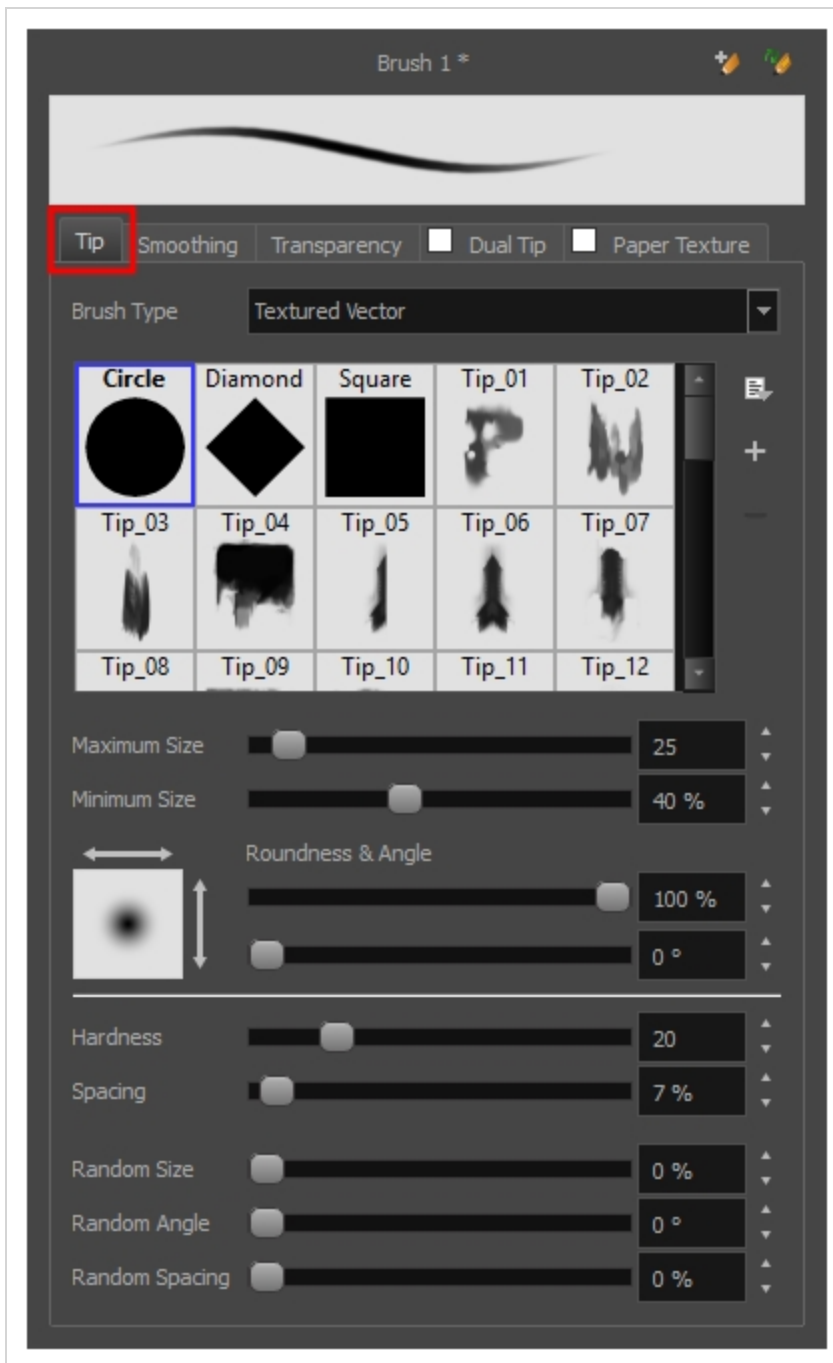 Brush 1 *
Tip Smoothing Transparency Dual Tip Paper Texture
Brush Type Textured Vector
Circle Diamond Square Tip_01 Tip_02
Tip_03 Tip_04 Tip_05 Tip_06 Tip_07
Tip_08 Tip_09 Tip_10 Tip_11 Tip_12
Maximum Size 25
Minimum Size 40 %
Roundness & Angle
100 %
0 °
Hardness 20
Spacing 7 %
Random Size 0 %
Random Angle 0 °
Random Spacing 0 %